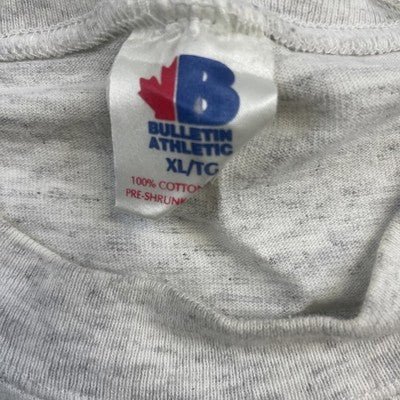 B
BULLETIN
ATHLETIC
XL/TG
100% COTTON
PRE-SHRUNK